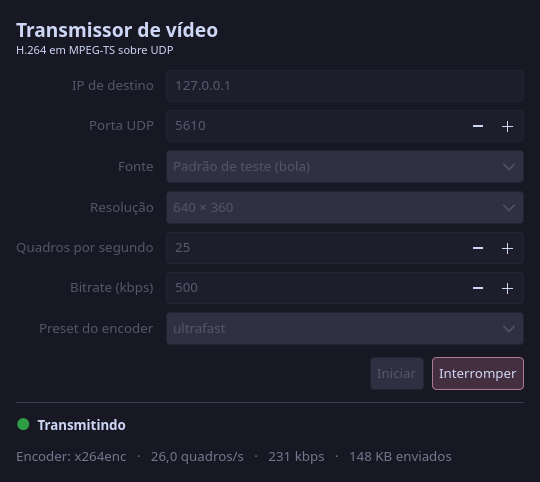 Transmissor de vídeo
H.264 em MPEG-TS sobre UDP
IP de destino 127.0.0.1
Porta UDP 5610
Fonte Padrão de teste (bola)
Resolução 640 × 360
Quadros por segundo 25
Bitrate (kbps) 500
Preset do encoder ultrafast
Iniciar Interromper
Transmitindo
Encoder: x264enc · 26,0 quadros/s · 231 kbps · 148 KB enviados